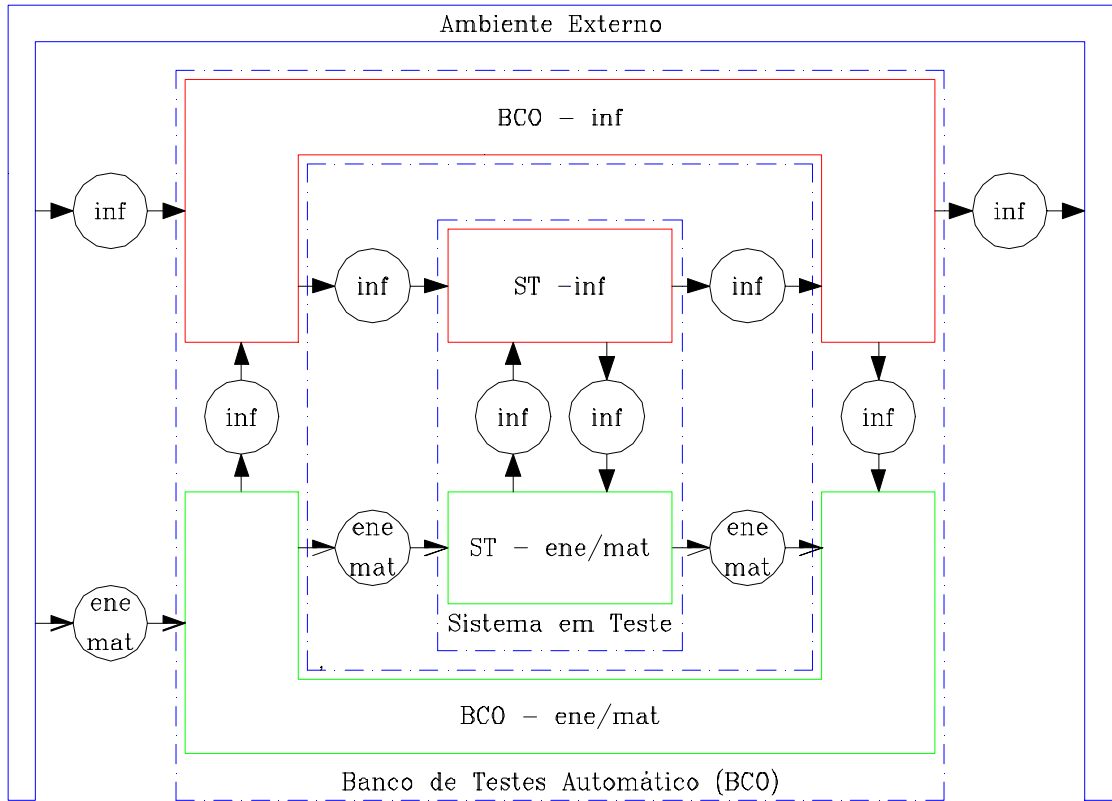 Ambiente Externo
BCO - inf
inf
inf
inf
ST -inf
inf
inf
inf
inf
inf
ene
mat
ST - ene/mat
ene
mat
ene
mat
Sistema em Teste
BCO - ene/mat
Banco de Testes Automático (BCO)